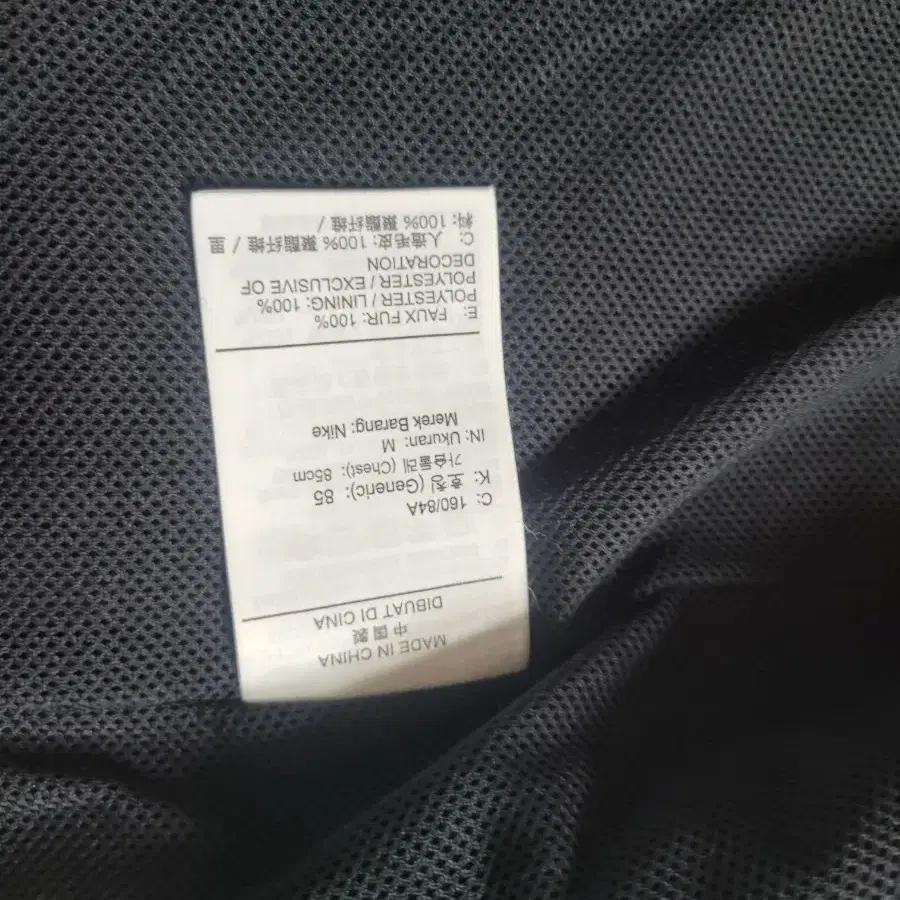 MADE IN CHINA
中國製
DIBUAT DI CINA
C: 160/84A
K: 호칭 (Generic): 85
가슴둘레 (Chest): 85cm
IN: Ukuran: M
Merek Barang: Nike
E: FAUX FUR: 100%
POLYESTER / LINING: 100%
POLYESTER / EXCLUSIVE OF
DECORATION
C: 人造毛皮: 100% 聚酯纤维 / 里
料: 100% 聚酯纤维 /